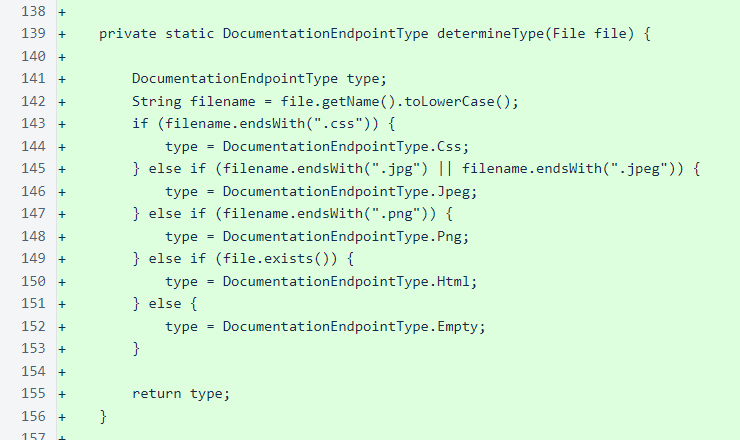 138 +
139 +    private static DocumentationEndpointType determineType(File file) {
140 +
141 +        DocumentationEndpointType type;
142 +        String filename = file.getName().toLowerCase();
143 +        if (filename.endsWith(".css")) {
144 +            type = DocumentationEndpointType.Css;
145 +        } else if (filename.endsWith(".jpg") || filename.endsWith(".jpeg")) {
146 +            type = DocumentationEndpointType.Jpeg;
147 +        } else if (filename.endsWith(".png")) {
148 +            type = DocumentationEndpointType.Png;
149 +        } else if (file.exists()) {
150 +            type = DocumentationEndpointType.Html;
151 +        } else {
152 +            type = DocumentationEndpointType.Empty;
153 +        }
154 +
155 +        return type;
156 +    }
157 +